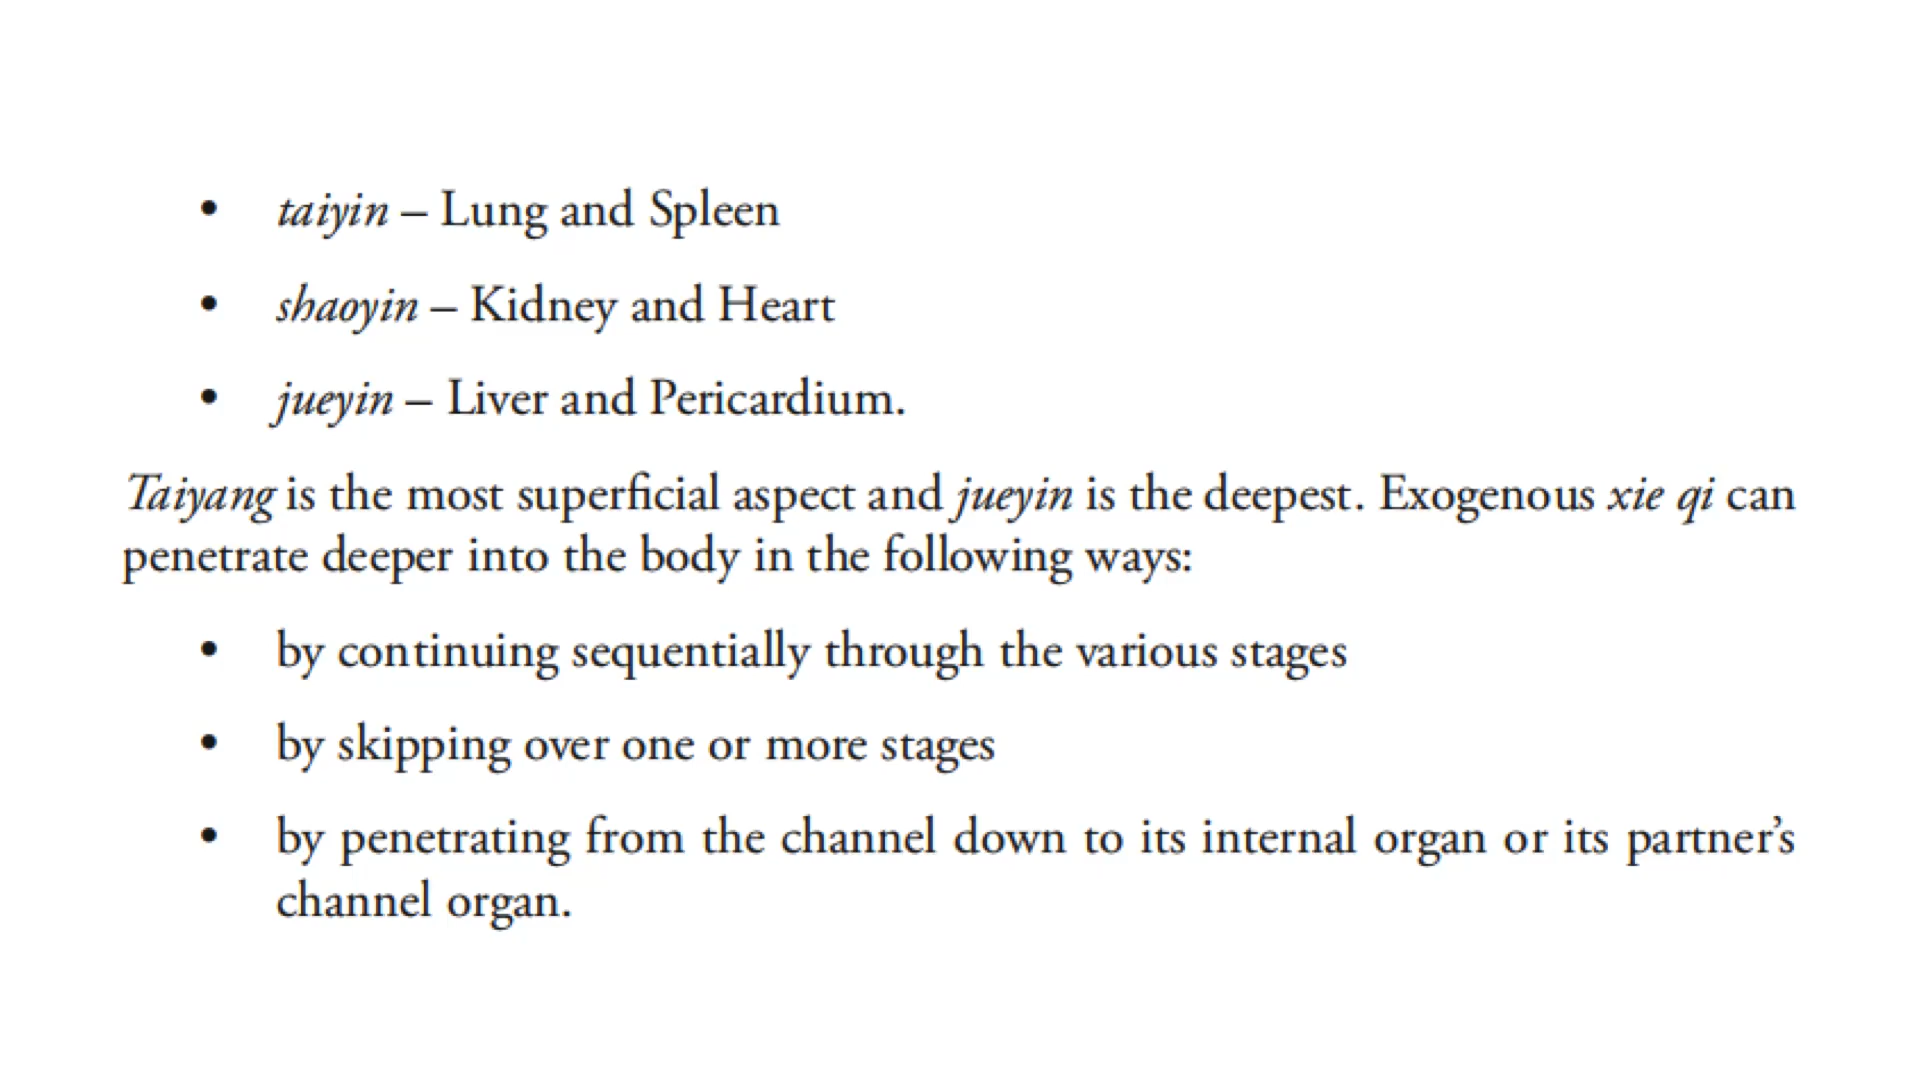 • taiyin – Lung and Spleen
• shaoyin – Kidney and Heart
• jueyin – Liver and Pericardium.
Taiyang is the most superficial aspect and jueyin is the deepest. Exogenous xie qi can
penetrate deeper into the body in the following ways:
• by continuing sequentially through the various stages
• by skipping over one or more stages
• by penetrating from the channel down to its internal organ or its partner’s
channel organ.